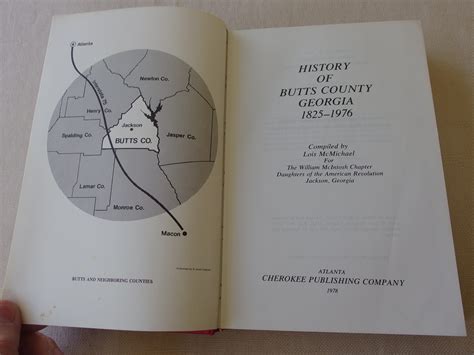 Atlanta
Interstate 75
Newton Co.
Henry Co.
Jackson
Spalding Co.
BUTTS CO.
Jasper Co.
Lamar Co.
Monroe Co.
Macon
BUTTS AND NEIGHBORING COUNTIES
HISTORY
OF
BUTTS COUNTY
GEORGIA
1825–1976
Compiled by
Lois McMichael
For
The William McIntosh Chapter
Daughters of the American Revolution
Jackson, Georgia
ATLANTA
CHEROKEE PUBLISHING COMPANY
1978